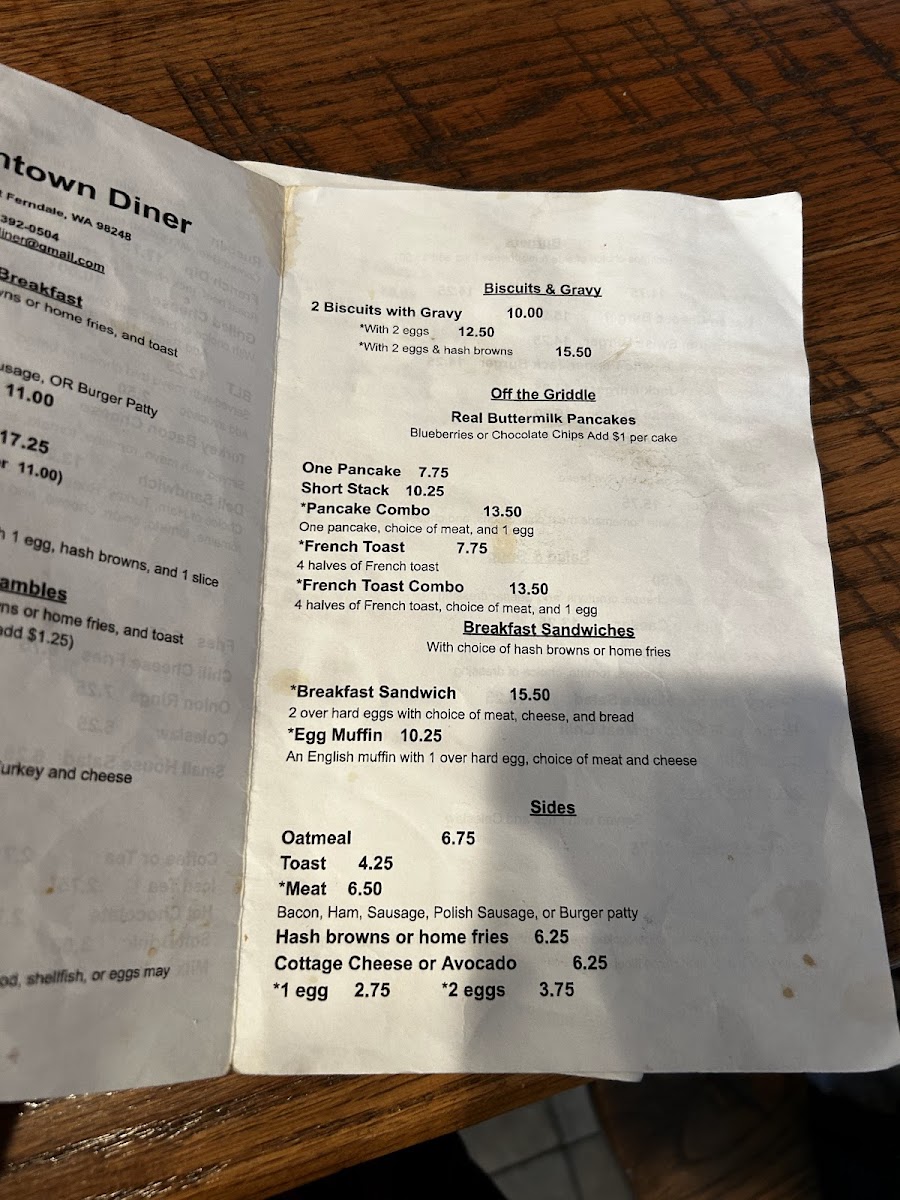 ntown Diner
Ferndale, WA 98248
392-0504
iner@gmail.com
Breakfast
wns or home fries, and toast
usage, OR Burger Patty
11.00
17.25
r 11.00)
h 1 egg, hash browns, and 1 slice
ambles
ns or home fries, and toast
add $1.25)
urkey and cheese
od, shellfish, or eggs may
Biscuits & Gravy
2 Biscuits with Gravy 10.00
*With 2 eggs 12.50
*With 2 eggs & hash browns 15.50
Off the Griddle
Real Buttermilk Pancakes
Blueberries or Chocolate Chips Add $1 per cake
One Pancake 7.75
Short Stack 10.25
*Pancake Combo 13.50
One pancake, choice of meat, and 1 egg
*French Toast 7.75
4 halves of French toast
*French Toast Combo 13.50
4 halves of French toast, choice of meat, and 1 egg
Breakfast Sandwiches
With choice of hash browns or home fries
*Breakfast Sandwich 15.50
2 over hard eggs with choice of meat, cheese, and bread
*Egg Muffin 10.25
An English muffin with 1 over hard egg, choice of meat and cheese
Sides
Oatmeal 6.75
Toast 4.25
*Meat 6.50
Bacon, Ham, Sausage, Polish Sausage, or Burger patty
Hash browns or home fries 6.25
Cottage Cheese or Avocado 6.25
*1 egg 2.75 *2 eggs 3.75